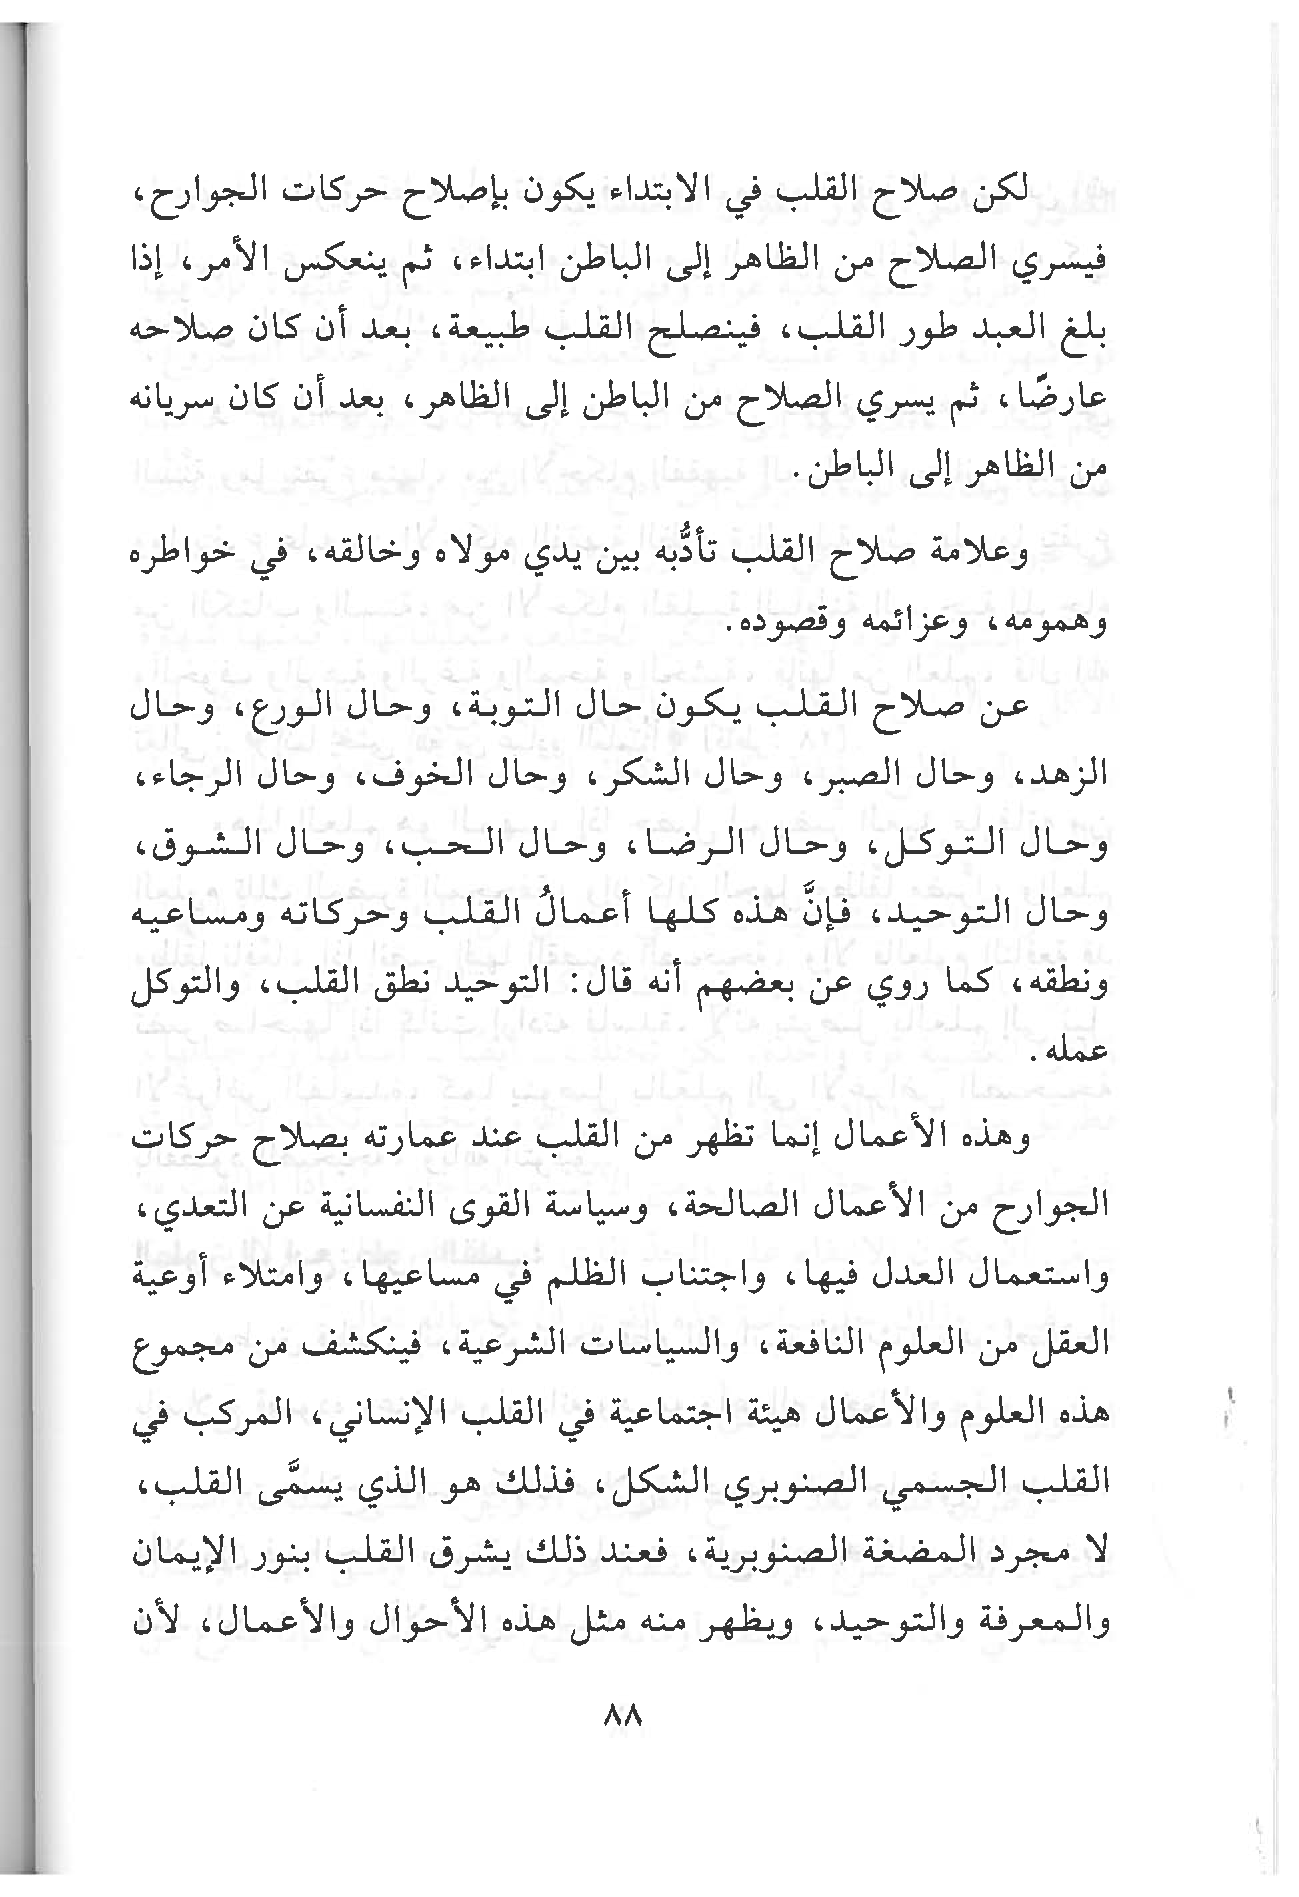 لكن صلاح القلب في الابتداء يكون بإصلاح حركات الجوارح،
فيسري الصلاح من الظاهر إلى الباطن ابتداء، ثم ينعكس الأمر، إذا
بلغ العبد طور القلب، فينصلح القلب طبيعة، بعد أن كان صلاحه
عارضًا، ثم يسري الصلاح من الباطن إلى الظاهر، بعد أن كان سريانه
من الظاهر إلى الباطن.
وعلامة صلاح القلب تأدُّبه بين يدي مولاه وخالقه، في خواطره
وهمومه، وعزائمه وقصوده.
عن صلاح القلب يكون حال التوبة، وحال الورع، وحال
الزهد، وحال الصبر، وحال الشكر، وحال الخوف، وحال الرجاء،
وحال التوكل، وحال الرضا، وحال الحب، وحال الشوق،
وحال التوحيد، فإنَّ هذه كلها أعمالُ القلب وحركاته ومساعيه
ونطقه، كما روي عن بعضهم أنه قال: التوحيد نطق القلب، والتوكل
عمله.
وهذه الأعمال إنما تظهر من القلب عند عمارته بصلاح حركات
الجوارح من الأعمال الصالحة، وسياسة القوى النفسانية عن التعدي،
واستعمال العدل فيها، واجتناب الظلم في مساعيها، وامتلاء أوعية
العقل من العلوم النافعة، والسياسات الشرعية، فينكشف من مجموع
هذه العلوم والأعمال هيئة اجتماعية في القلب الإنساني، المركب في
القلب الجسمي الصنوبري الشكل، فذلك هو الذي يسمَّى القلب،
لا مجرد المضغة الصنوبرية، فعند ذلك يشرق القلب بنور الإيمان
والمعرفة والتوحيد، ويظهر منه مثل هذه الأحوال والأعمال، لأن
٨٨